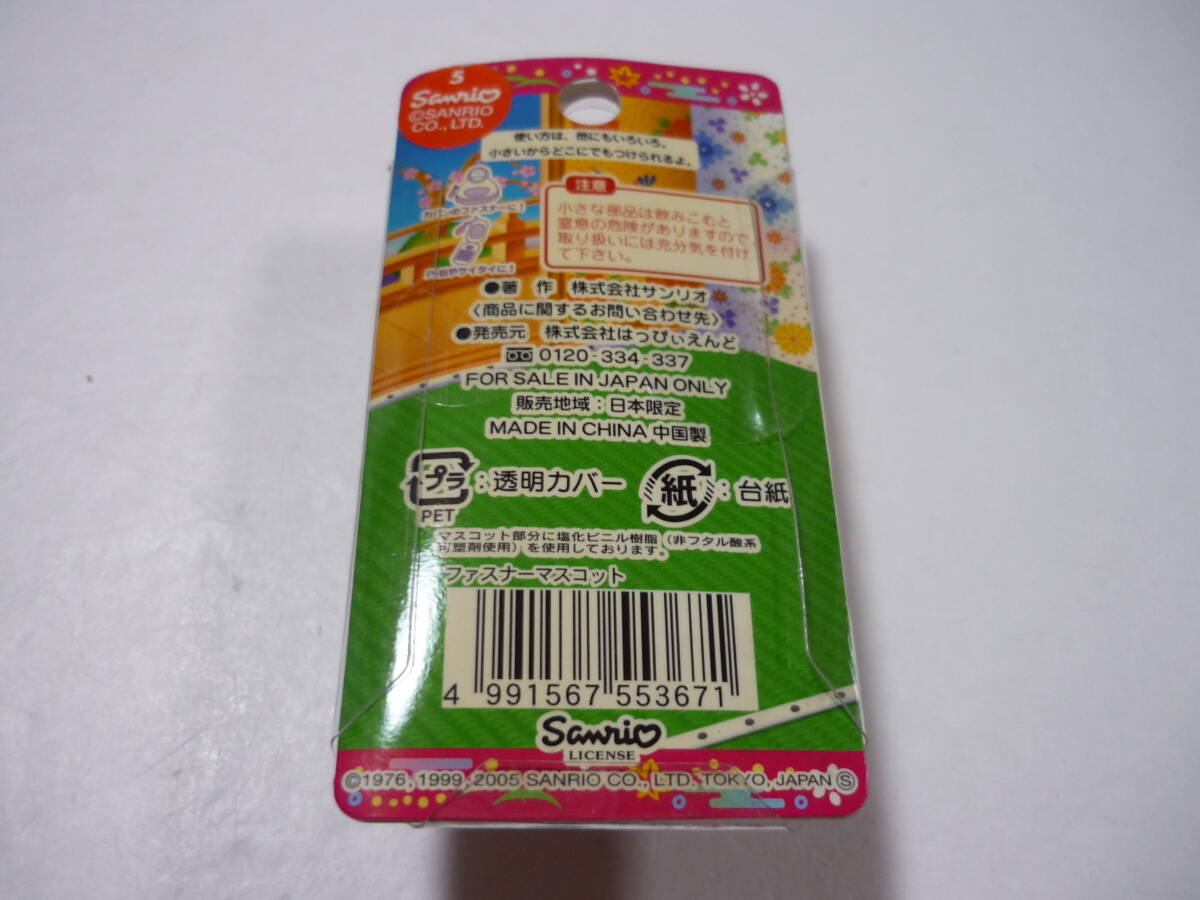 5
Sanrio
©SANRIO
CO., LTD.
使い方は、他にもいろいろ。
小さいからどこにでもつけられるよ。
カバンのファスナーに!
注意
小さな部品は飲みこむと
窒息の危険がありますので
取り扱いには充分気を付け
て下さい。
●著 作 株式会社サンリオ
〈商品に関するお問い合わせ先〉
●発売元 株式会社はっぴぃえんど
0120-334-337
FOR SALE IN JAPAN ONLY
販売地域:日本限定
MADE IN CHINA 中国製
プラ:透明カバー
PET
紙:台紙
マスコット部分に塩化ビニル樹脂(非フタル酸系
可塑剤使用)を使用しております。
ファスナーマスコット
4 991567 553671
Sanrio
LICENSE
©1976, 1999, 2005 SANRIO CO., LTD. TOKYO, JAPAN Ⓢ